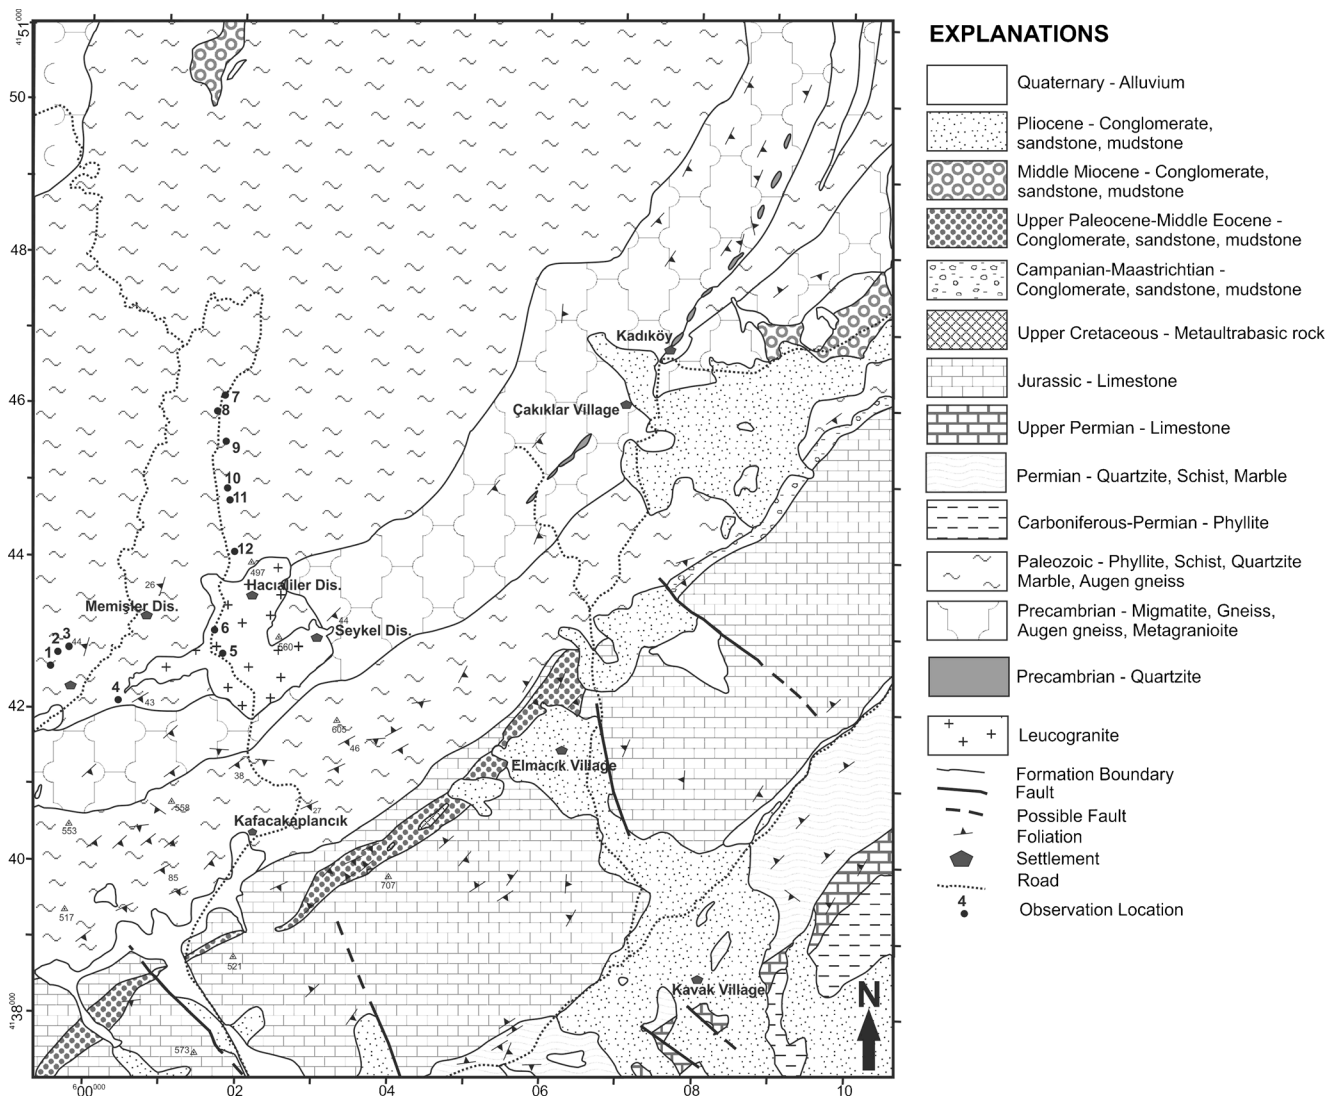 41 51 000
50
48
46
44
42
40
41 38 000
6 00 000
02
04
06
08
10
Kadıköy
Çakıklar Village
7
8
9
10
11
12
497
Hacıaliler Dis.
26
Memişler Dis.
44
Seykel Dis.
6
660
5
2
3
44
1
4
43
605
46
38
Elmacık Village
558
27
553
Kafacakaplancık
85
707
517
521
Kavak Village
573
N
EXPLANATIONS
Quaternary - Alluvium
Pliocene - Conglomerate,
sandstone, mudstone
Middle Miocene - Conglomerate,
sandstone, mudstone
Upper Paleocene-Middle Eocene -
Conglomerate, sandstone, mudstone
Campanian-Maastrichtian -
Conglomerate, sandstone, mudstone
Upper Cretaceous - Metaultrabasic rock
Jurassic - Limestone
Upper Permian - Limestone
Permian - Quartzite, Schist, Marble
Carboniferous-Permian - Phyllite
Paleozoic - Phyllite, Schist, Quartzite
Marble, Augen gneiss
Precambrian - Migmatite, Gneiss,
Augen gneiss, Metagranioite
Precambrian - Quartzite
Leucogranite
Formation Boundary
Fault
Possible Fault
Foliation
Settlement
Road
4
Observation Location